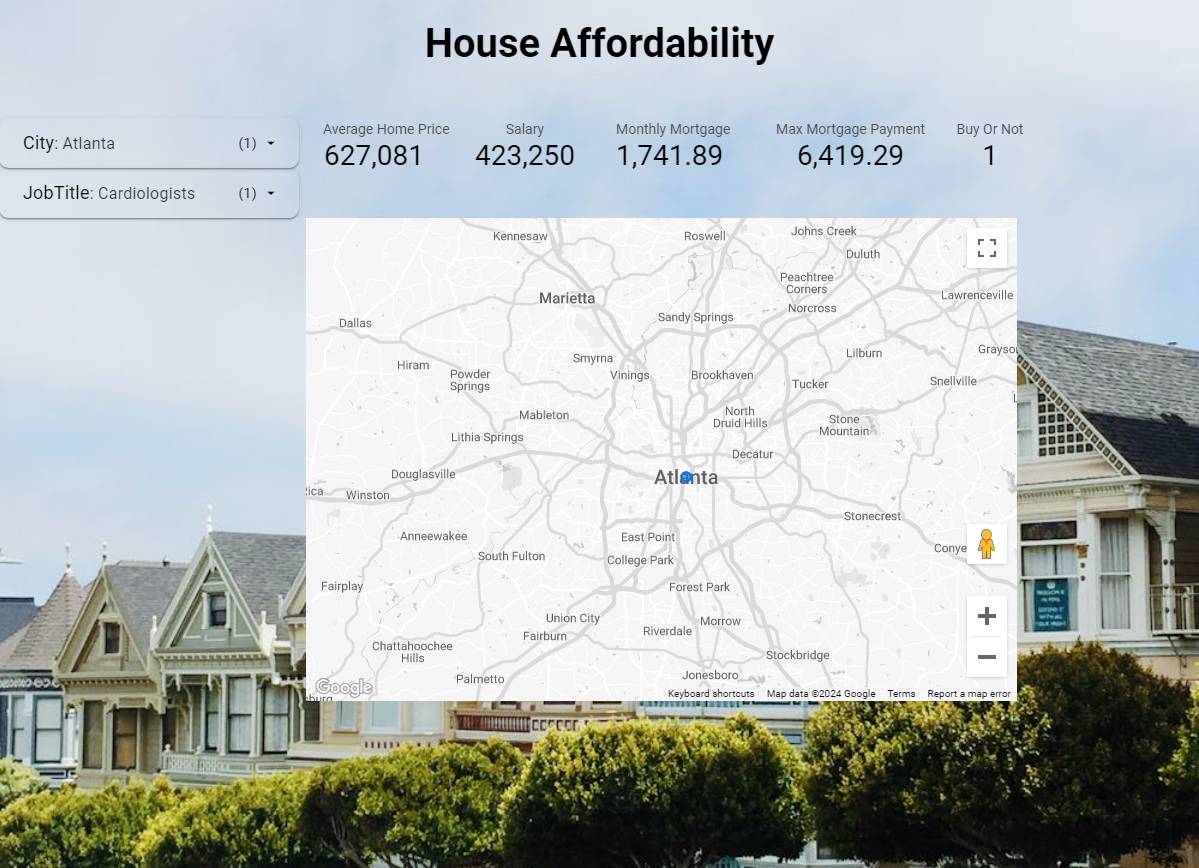 House Affordability
City: Atlanta (1)
JobTitle: Cardiologists (1)
Average Home Price
627,081
Salary
423,250
Monthly Mortgage
1,741.89
Max Mortgage Payment
6,419.29
Buy Or Not
1
Kennesaw
Roswell
Johns Creek
Duluth
Peachtree
Corners
Marietta
Lawrenceville
Norcross
Sandy Springs
Dallas
Grayso
Lilburn
Smyrna
Hiram
Powder
Springs
Vinings
Brookhaven
Tucker
Snellville
Mableton
North
Druid Hills
Stone
Mountain
Lithia Springs
Decatur
Douglasville
Atlanta
rica
Winston
Stonecrest
Anneewakee
East Point
South Fulton
Conye
College Park
Fairplay
Forest Park
Union City
Morrow
Fairburn
Riverdale
Chattahoochee
Hills
Stockbridge
Palmetto
Jonesboro
Google
Keyboard shortcuts
Map data ©2024 Google
Terms
Report a map error
sburg